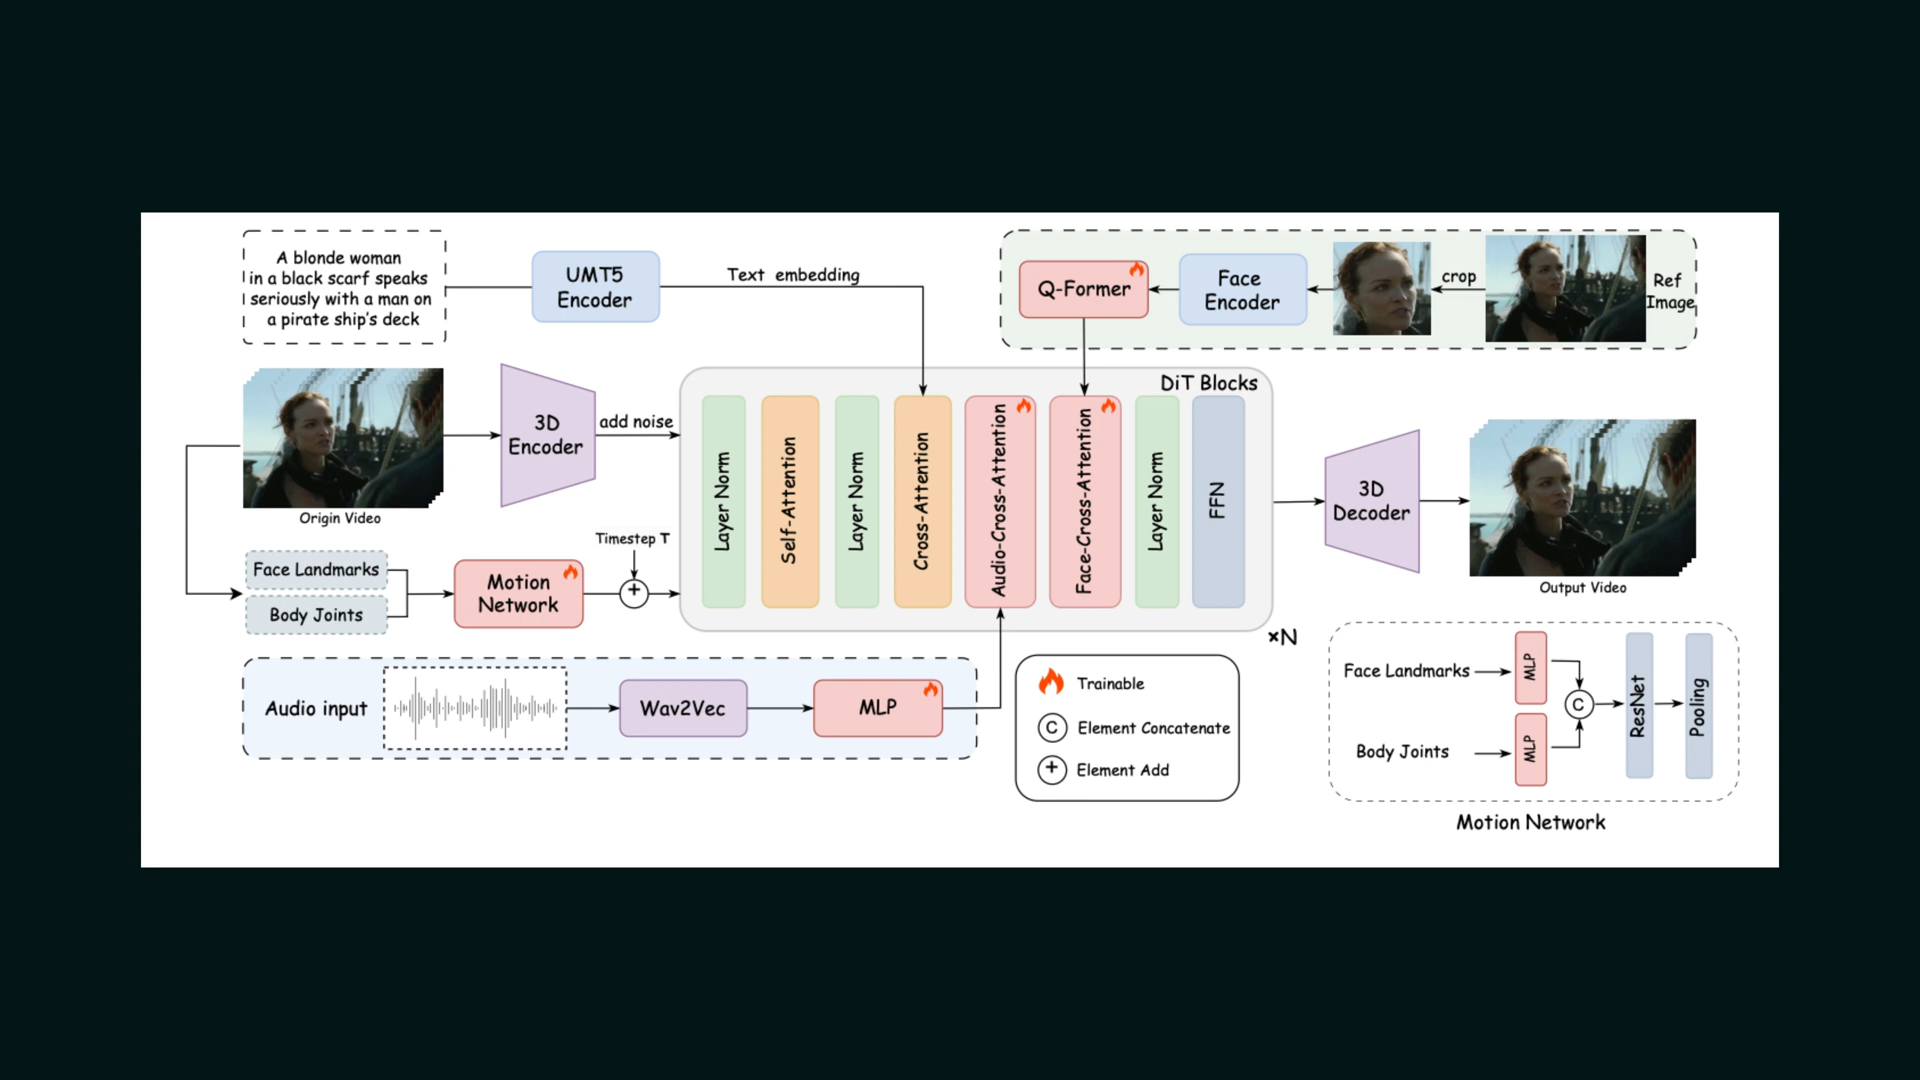 A blonde woman
in a black scarf speaks
seriously with a man on
a pirate ship's deck
UMT5
Encoder
Text embedding
Q-Former
Face
Encoder
crop
Ref
Image
Origin Video
3D
Encoder
add noise
DiT Blocks
Layer Norm
Self-Attention
Layer Norm
Cross-Attention
Audio-Cross-Attention
Face-Cross-Attention
Layer Norm
FFN
×N
3D
Decoder
Output Video
Face Landmarks
Body Joints
Motion
Network
Timestep T
+
Audio input
Wav2Vec
MLP
Trainable
C Element Concatenate
+ Element Add
Face Landmarks
MLP
Body Joints
MLP
C
ResNet
Pooling
Motion Network